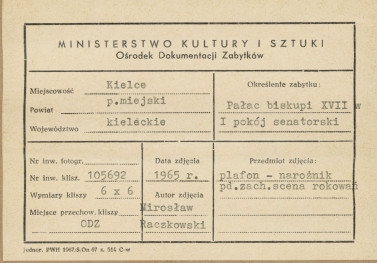 MINISTERSTWO KULTURY I SZTUKI
Ośrodek Dokumentacji Zabytków
Miejscowość Kielce
Powiat p.miejski
Województwo kieleckie
Określenie zabytku:
Pałac biskupi XVII w
I pokój senatorski
Nr inw. fotogr.
Nr inw. klisz. 105692
Wymiary kliszy 6 x 6
Miejsce przechow. kliszy
ODZ
Data zdjęcia
1965 r.
Autor zdjęcia
Mirosław
Raczkowski
Przedmiot zdjęcia:
plafon - narożnik
pd.zach.scena rokowań